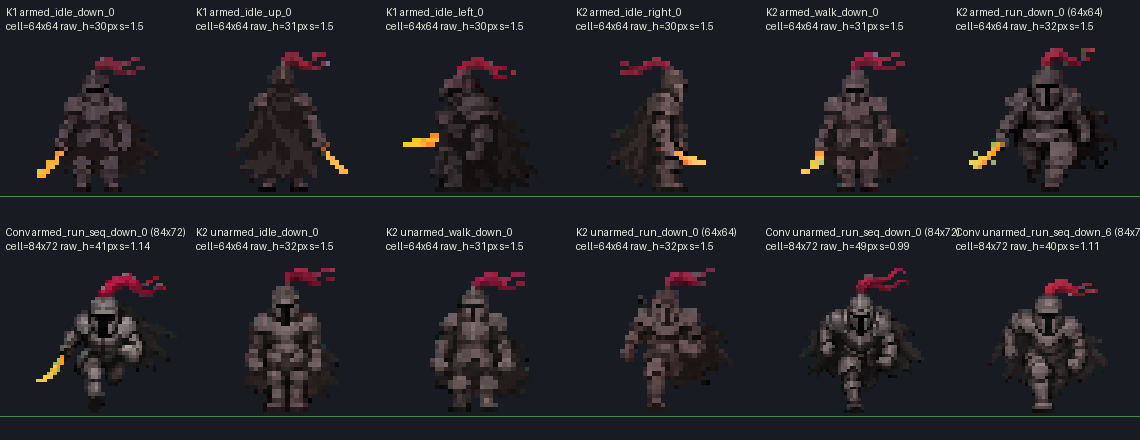 K1 armed_idle_down_0
cell=64x64 raw_h=30px s=1.5
K1 armed_idle_up_0
cell=64x64 raw_h=31px s=1.5
K1 armed_idle_left_0
cell=64x64 raw_h=30px s=1.5
K2 armed_idle_right_0
cell=64x64 raw_h=30px s=1.5
K2 armed_walk_down_0
cell=64x64 raw_h=31px s=1.5
K2 armed_run_down_0 (64x64)
cell=64x64 raw_h=32px s=1.5
Conv armed_run_seq_down_0 (84x72)
cell=84x72 raw_h=41px s=1.14
K2 unarmed_idle_down_0
cell=64x64 raw_h=32px s=1.5
K2 unarmed_walk_down_0
cell=64x64 raw_h=31px s=1.5
K2 unarmed_run_down_0 (64x64)
cell=64x64 raw_h=32px s=1.5
Conv unarmed_run_seq_down_0 (84x72)
cell=84x72 raw_h=49px s=0.99
Conv unarmed_run_seq_down_6 (84x7
cell=84x72 raw_h=40px s=1.11